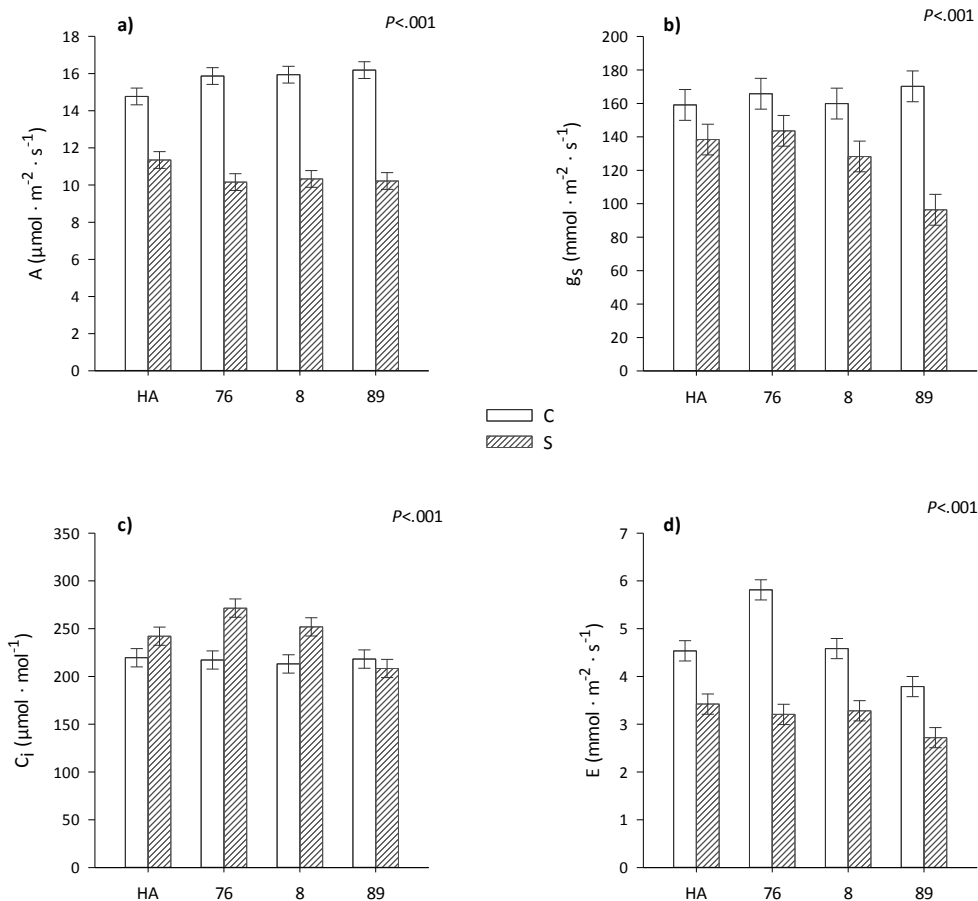 a)
P<.001
18
16
14
12
10
8
6
4
2
0
A (µmol · m⁻² · s⁻¹)
HA 76 8 89
b)
P<.001
200
180
160
140
120
100
80
60
40
20
0
gₛ (mmol · m⁻² · s⁻¹)
HA 76 8 89
C
S
c)
P<.001
350
300
250
200
150
100
50
0
Cᵢ (µmol · mol⁻¹)
HA 76 8 89
d)
P<.001
7
6
5
4
3
2
1
0
E (mmol · m⁻² · s⁻¹)
HA 76 8 89